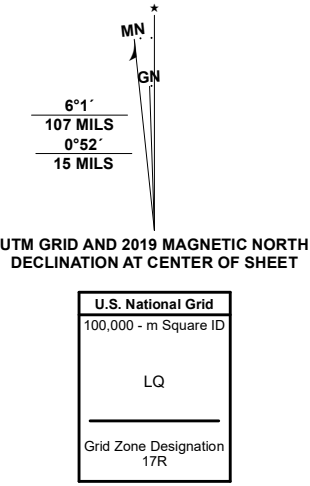 ★
MN
GN
6°1´
107 MILS
0°52´
15 MILS
UTM GRID AND 2019 MAGNETIC NORTH
DECLINATION AT CENTER OF SHEET
U.S. National Grid
100,000 - m Square ID
LQ
Grid Zone Designation
17R